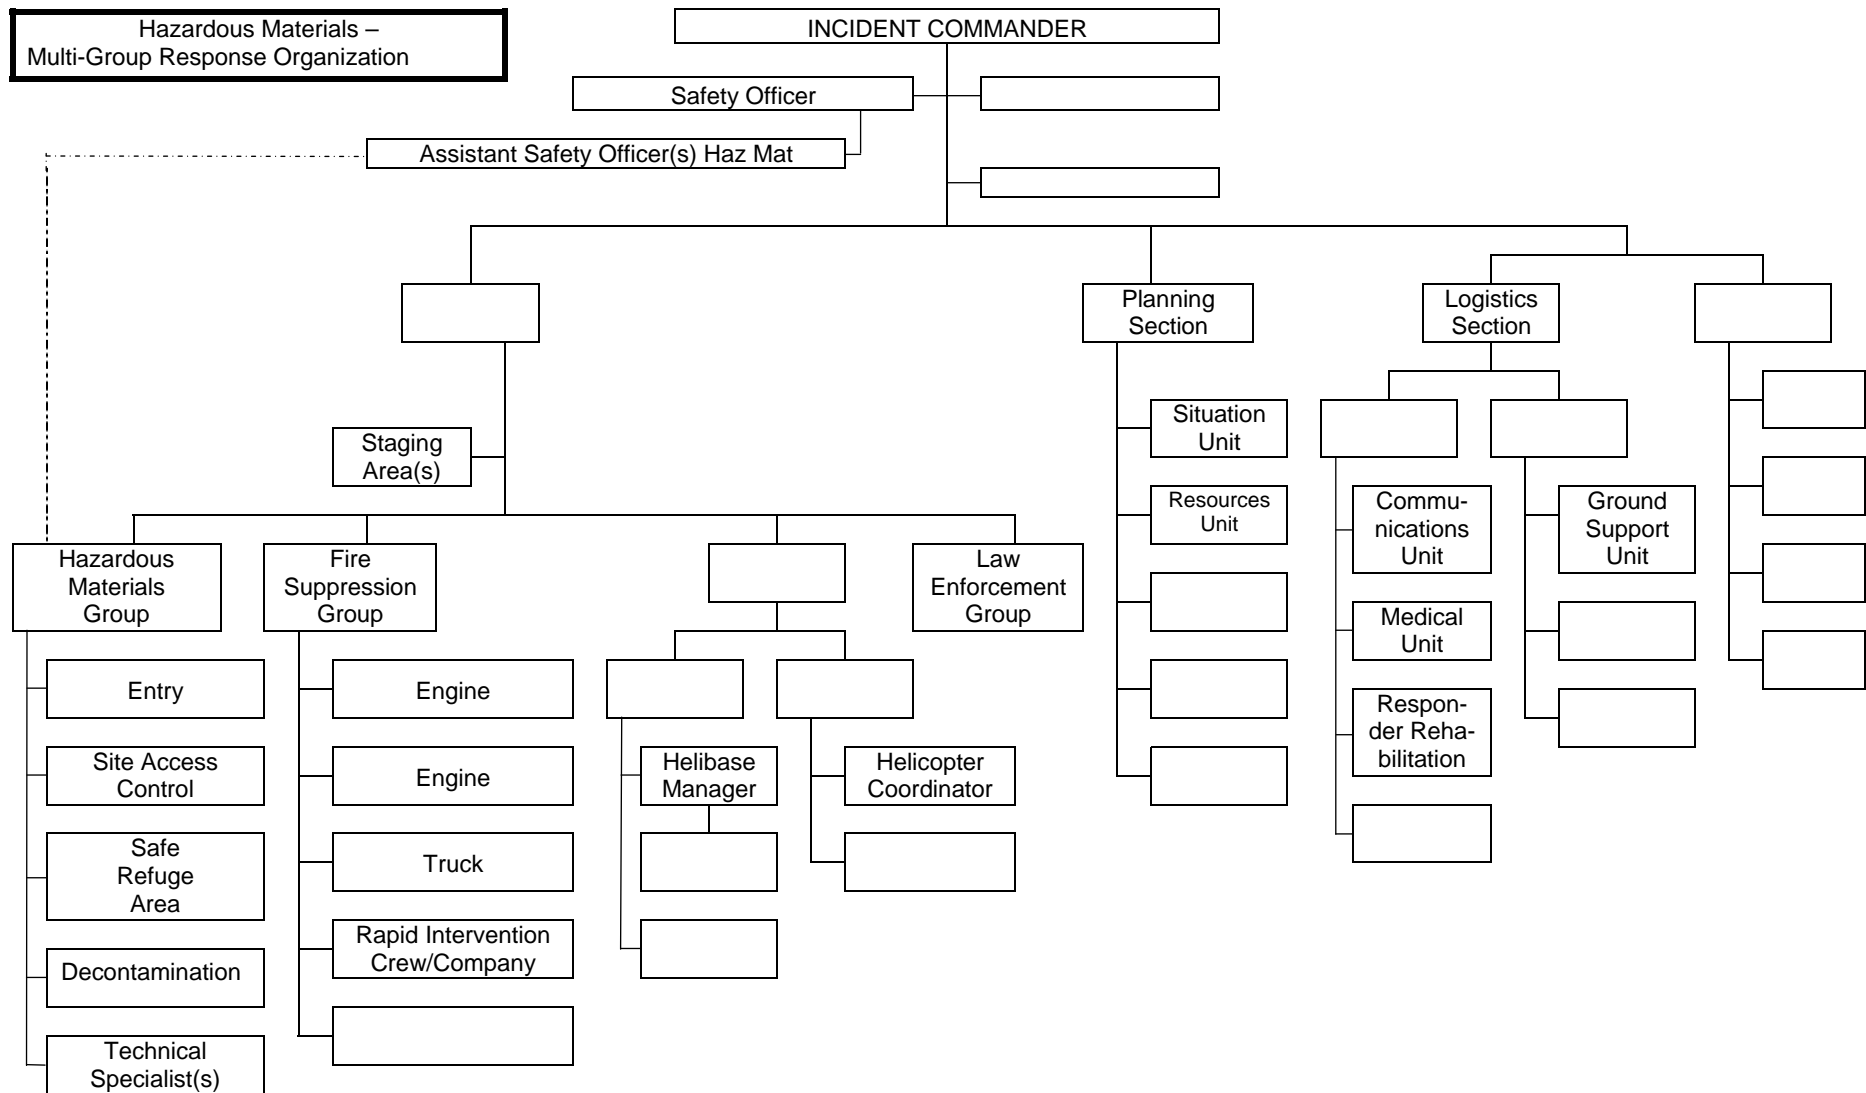 Hazardous Materials –
Multi-Group Response Organization
INCIDENT COMMANDER
Safety Officer
Assistant Safety Officer(s) Haz Mat
Planning
Section
Logistics
Section
Situation
Unit
Staging
Area(s)
Resources
Unit
Commu-
nications
Unit
Ground
Support
Unit
Hazardous
Materials
Group
Fire
Suppression
Group
Law
Enforcement
Group
Medical
Unit
Entry
Engine
Respon-
der Reha-
bilitation
Site Access
Control
Engine
Helibase
Manager
Helicopter
Coordinator
Safe
Refuge
Area
Truck
Rapid Intervention
Crew/Company
Decontamination
Technical
Specialist(s)